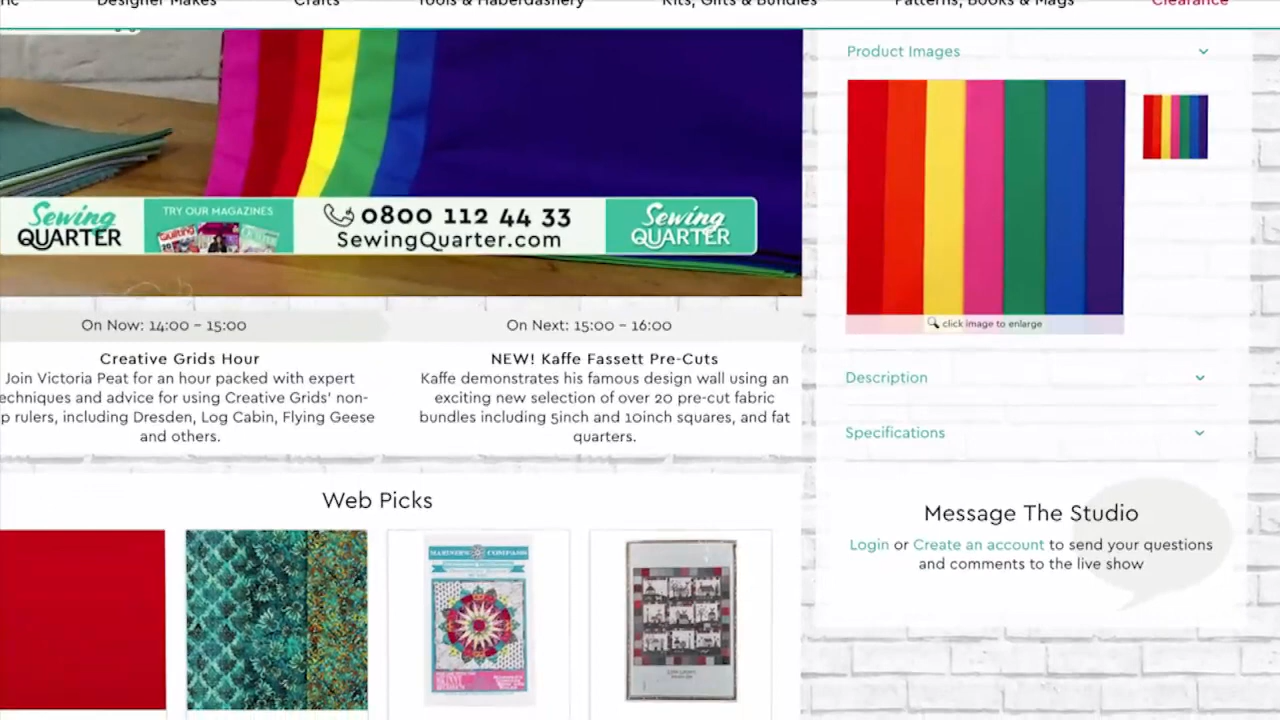 Designer Makes
Crafts
Tools & Haberdashery
Kits, Gifts & Bundles
Patterns, Books & Mags
Clearance
Product Images
Sewing
QUARTER
TRY OUR MAGAZINES
Quilting
0800 112 44 33
SewingQuarter.com
Sewing
QUARTER
click image to enlarge
On Now: 14:00 - 15:00
On Next: 15:00 - 16:00
Creative Grids Hour
Join Victoria Peat for an hour packed with expert
echniques and advice for using Creative Grids' non-
p rulers, including Dresden, Log Cabin, Flying Geese
and others.
NEW! Kaffe Fassett Pre-Cuts
Kaffe demonstrates his famous design wall using an
exciting new selection of over 20 pre-cut fabric
bundles including 5inch and 10inch squares, and fat
quarters.
Description
Specifications
Message The Studio
Login or Create an account to send your questions
and comments to the live show
Web Picks
MARINERS COMPASS